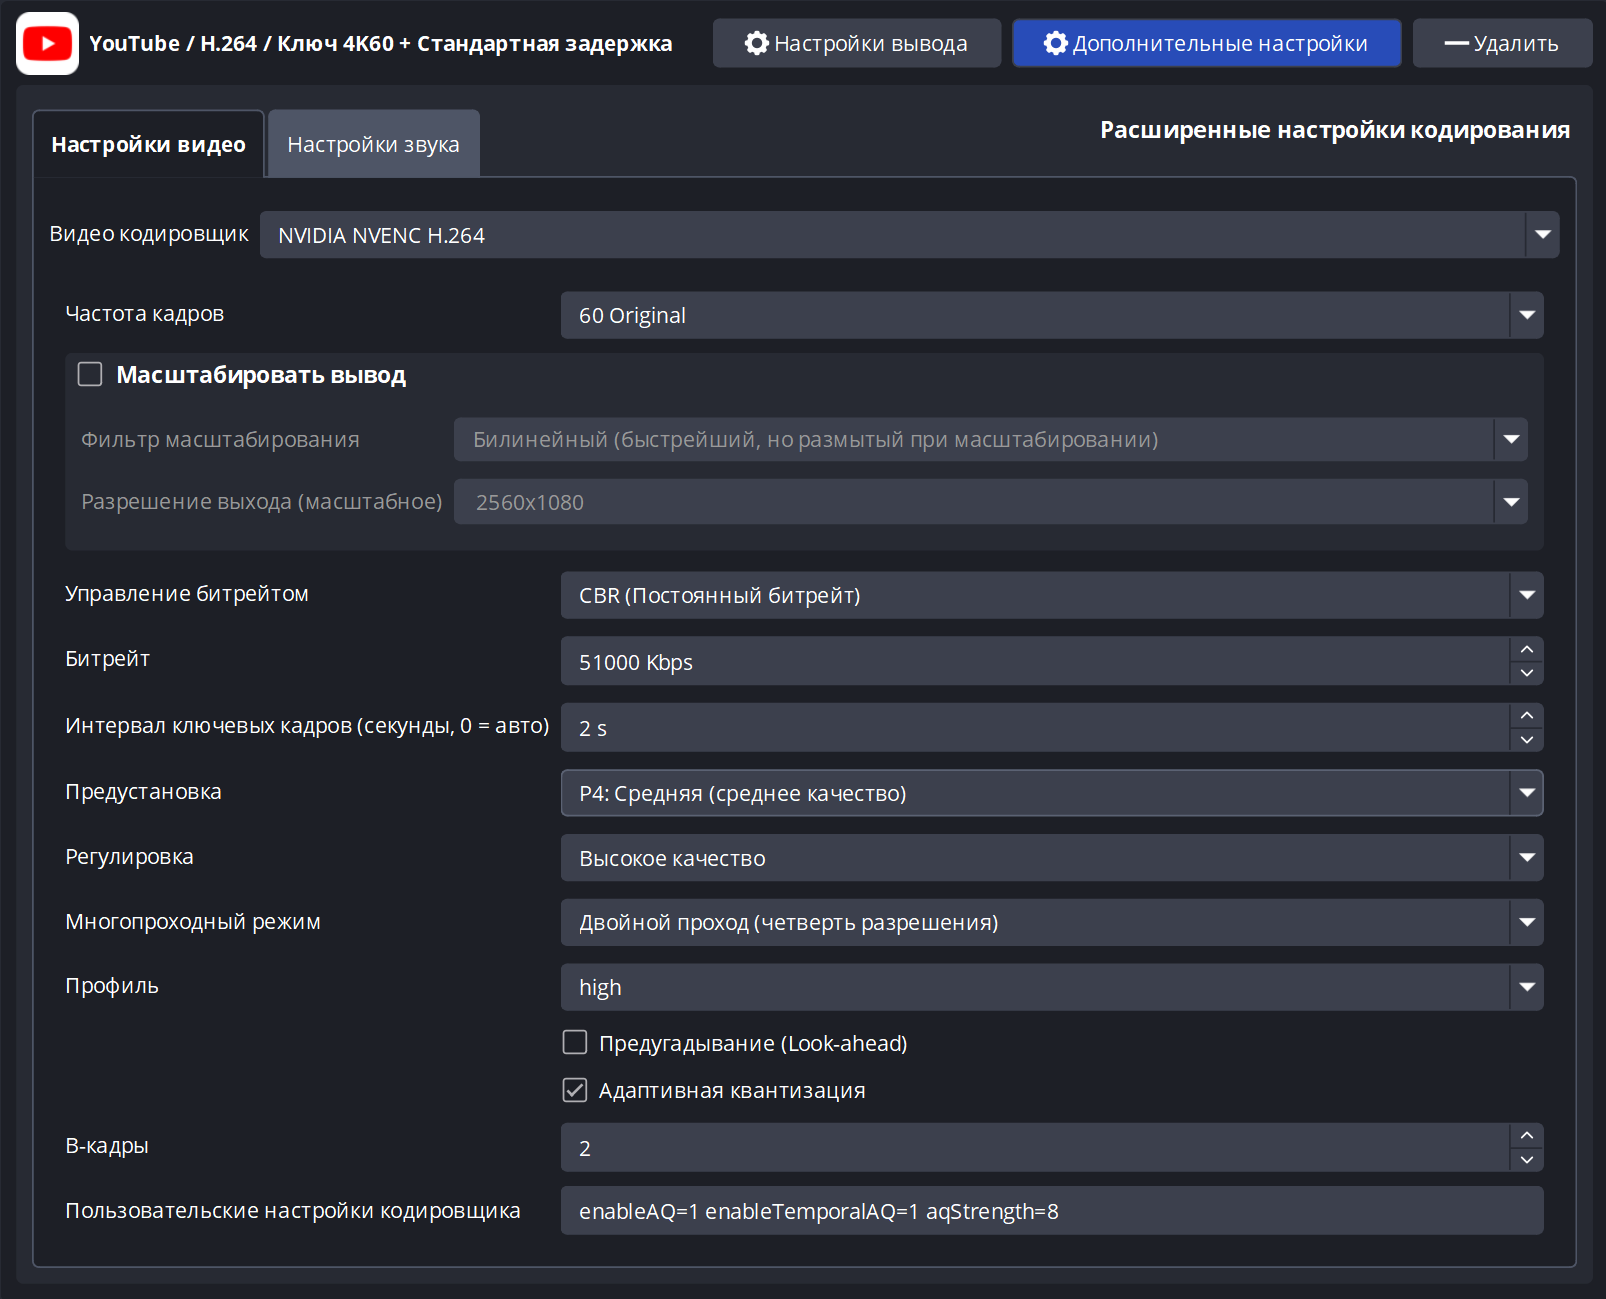 YouTube / H.264 / Ключ 4K60 + Стандартная задержка
Настройки вывода
Дополнительные настройки
Удалить
Настройки видео
Настройки звука
Расширенные настройки кодирования
Видео кодировщик
NVIDIA NVENC H.264
Частота кадров
60 Original
Масштабировать вывод
Фильтр масштабирования
Билинейный (быстрейший, но размытый при масштабировании)
Разрешение выхода (масштабное)
2560x1080
Управление битрейтом
CBR (Постоянный битрейт)
Битрейт
51000 Kbps
Интервал ключевых кадров (секунды, 0 = авто)
2 s
Предустановка
P4: Средняя (среднее качество)
Регулировка
Высокое качество
Многопроходный режим
Двойной проход (четверть разрешения)
Профиль
high
Предугадывание (Look-ahead)
Адаптивная квантизация
B-кадры
2
Пользовательские настройки кодировщика
enableAQ=1 enableTemporalAQ=1 aqStrength=8